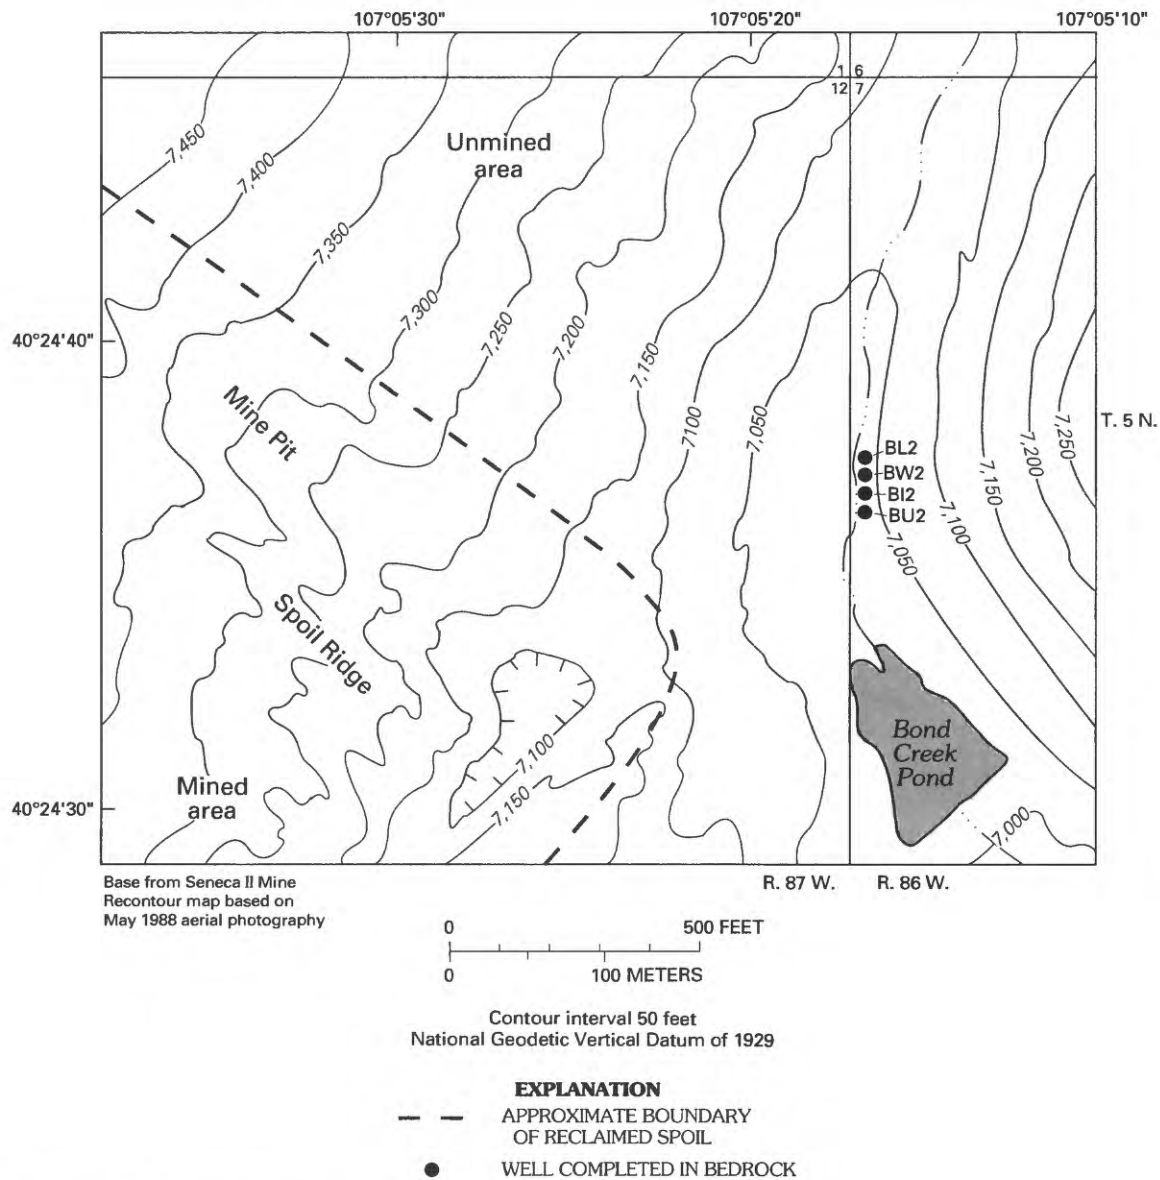 107°05'30"
107°05'20"
107°05'10"
1 6
12 7
Unmined
area
7,450
7,400
7,350
7,300
7,250
7,200
7,150
7100
7,050
40°24'40"
Mine Pit
T. 5 N.
7,250
7,200
7,150
7,100
7,050
BL2
BW2
BI2
BU2
Spoil Ridge
Bond
Creek
Pond
7,100
7,150
Mined
area
40°24'30"
7,000
Base from Seneca II Mine
Recontour map based on
May 1988 aerial photography
R. 87 W.
R. 86 W.
0 500 FEET
0 100 METERS
Contour interval 50 feet
National Geodetic Vertical Datum of 1929
EXPLANATION
APPROXIMATE BOUNDARY
OF RECLAIMED SPOIL
WELL COMPLETED IN BEDROCK